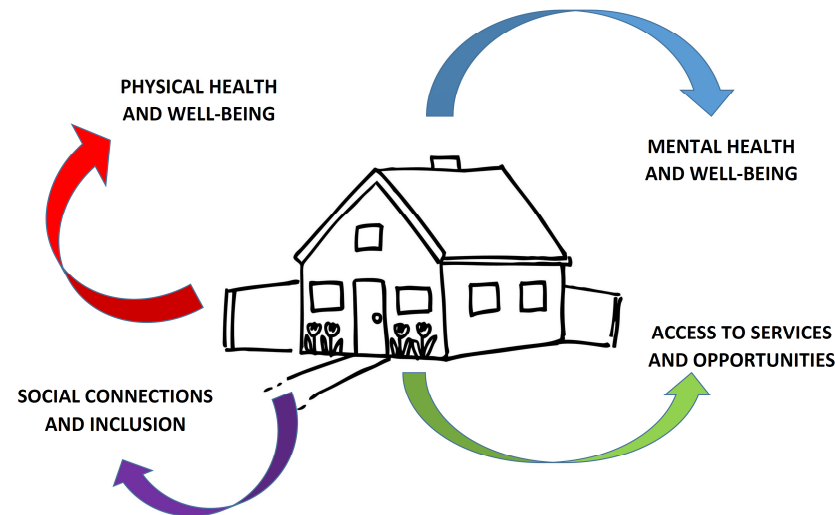 PHYSICAL HEALTH
AND WELL-BEING
MENTAL HEALTH
AND WELL-BEING
ACCESS TO SERVICES
AND OPPORTUNITIES
SOCIAL CONNECTIONS
AND INCLUSION